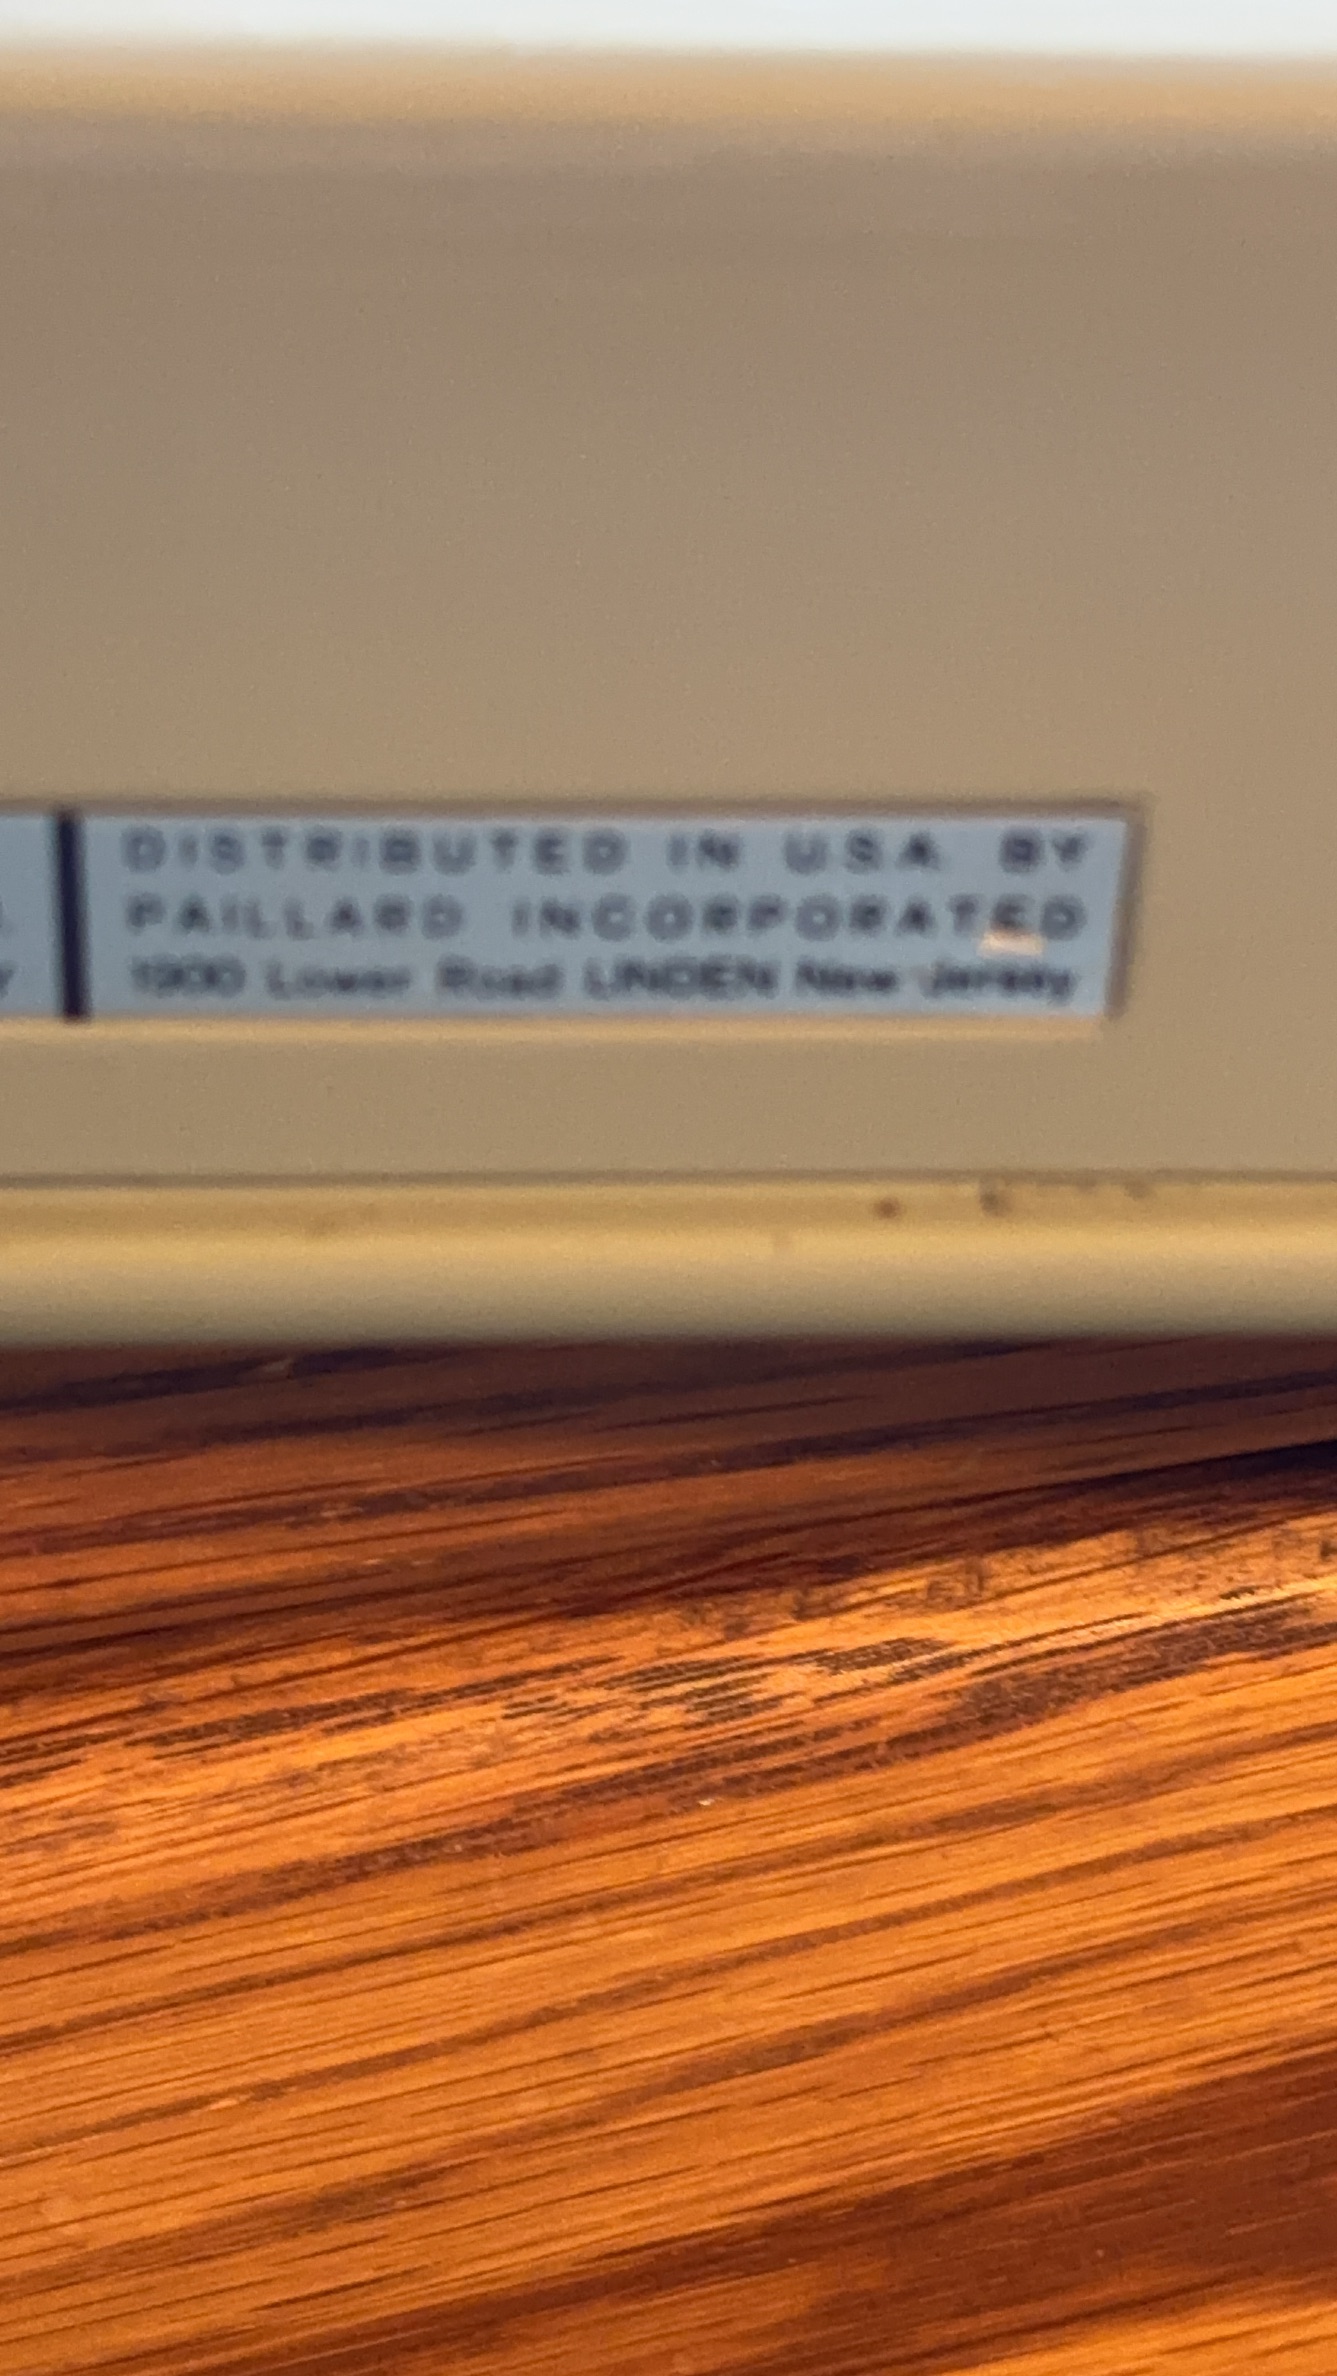 DISTRIBUTED IN USA BY
PAILLARD INCORPORATED
1900 Lower Road LINDEN New Jersey